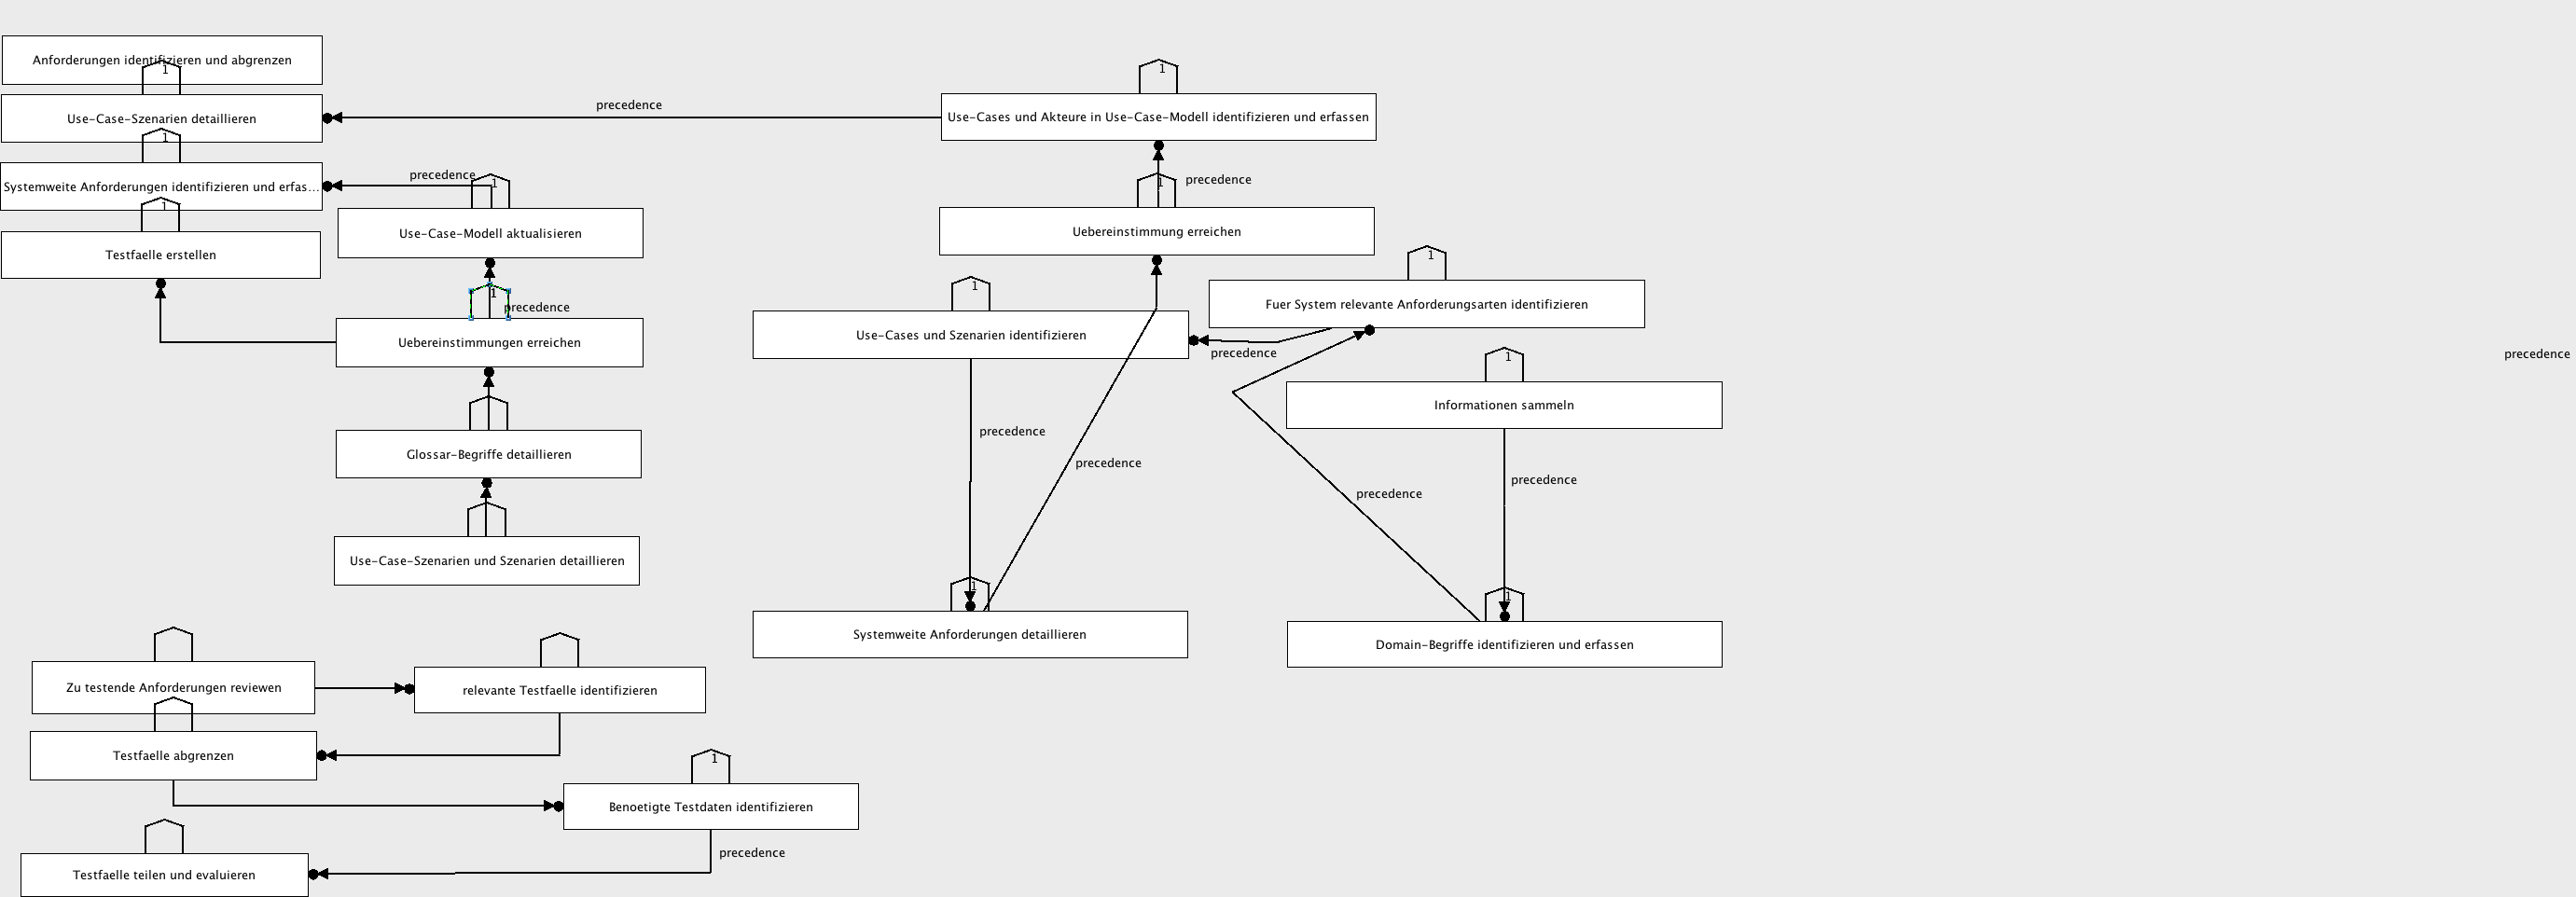 Anforderungen identifizieren und abgrenzen
1
Use-Case-Szenarien detaillieren
1
precedence
1
Use-Cases und Akteure in Use-Case-Modell identifizieren und erfassen
Systemweite Anforderungen identifizieren und erfas...
1
precedence
1
Use-Case-Modell aktualisieren
1
precedence
Uebereinstimmung erreichen
Testfaelle erstellen
1
precedence
Uebereinstimmungen erreichen
1
Use-Cases und Szenarien identifizieren
1
Fuer System relevante Anforderungsarten identifizieren
precedence
precedence
1
Informationen sammeln
Glossar-Begriffe detaillieren
precedence
precedence
precedence
precedence
Use-Case-Szenarien und Szenarien detaillieren
1
Systemweite Anforderungen detaillieren
1
Domain-Begriffe identifizieren und erfassen
Zu testende Anforderungen reviewen
relevante Testfaelle identifizieren
Testfaelle abgrenzen
1
Benoetigte Testdaten identifizieren
precedence
Testfaelle teilen und evaluieren